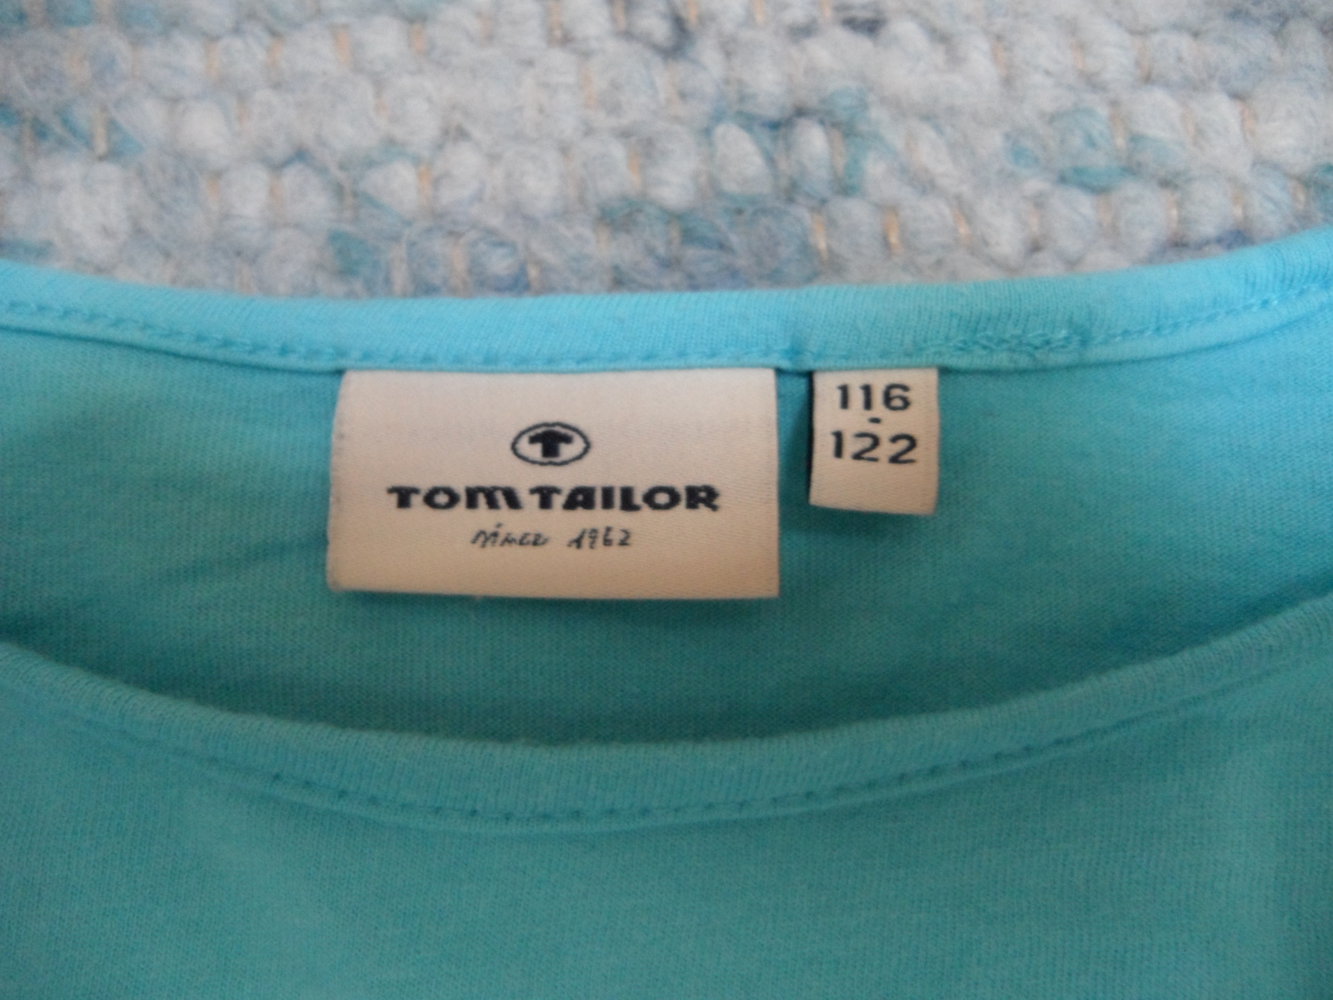 T
TOM TAILOR
since 1962
116
-
122